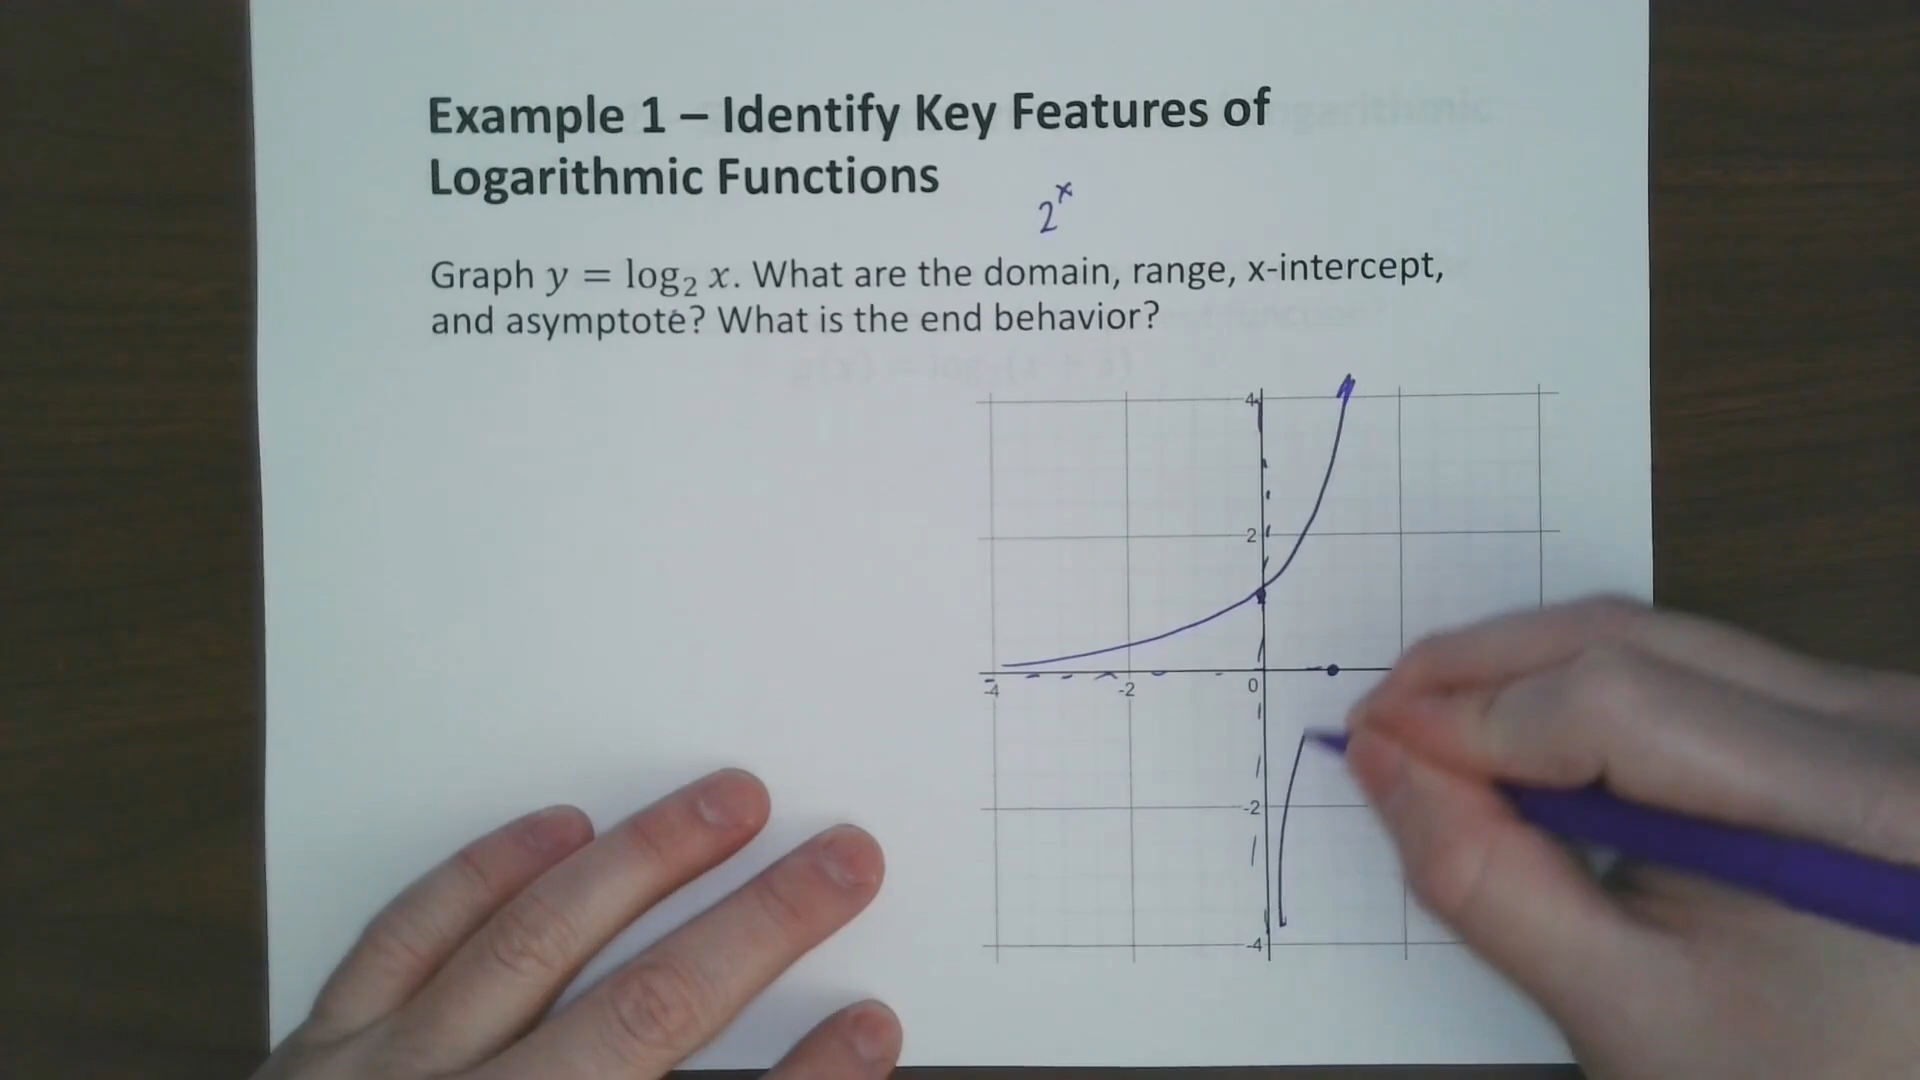 Example 1 – Identify Key Features of
Logarithmic Functions
2^x
Graph y = log₂ x. What are the domain, range, x-intercept,
and asymptote? What is the end behavior?
4
2
-4
-2
0
-2
-4